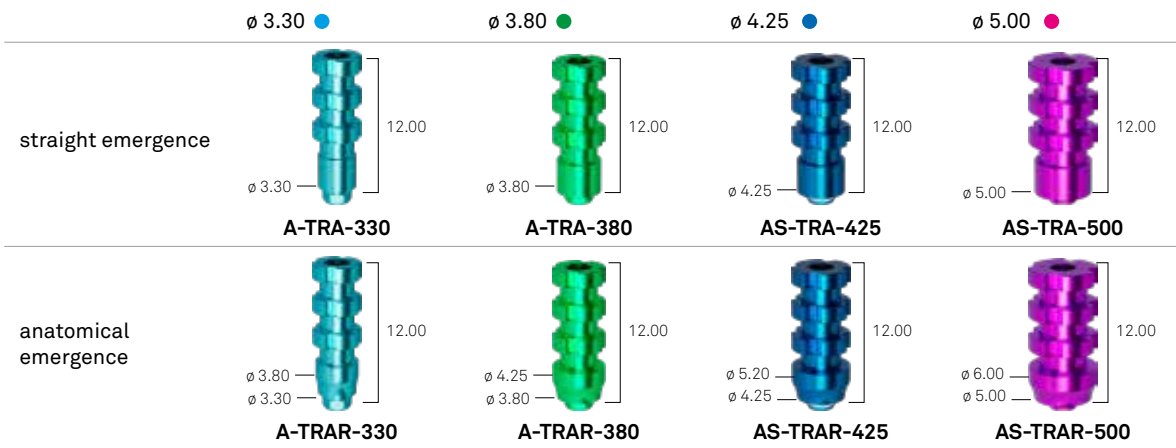 ø 3.30 ø 3.80 ø 4.25 ø 5.00
straight emergence
12.00 12.00 12.00 12.00
ø 3.30 ø 3.80 ø 4.25 ø 5.00
A-TRA-330 A-TRA-380 AS-TRA-425 AS-TRA-500
anatomical
emergence
12.00 12.00 12.00 12.00
ø 3.80 ø 4.25 ø 5.20 ø 6.00
ø 3.30 ø 3.80 ø 4.25 ø 5.00
A-TRAR-330 A-TRAR-380 AS-TRAR-425 AS-TRAR-500